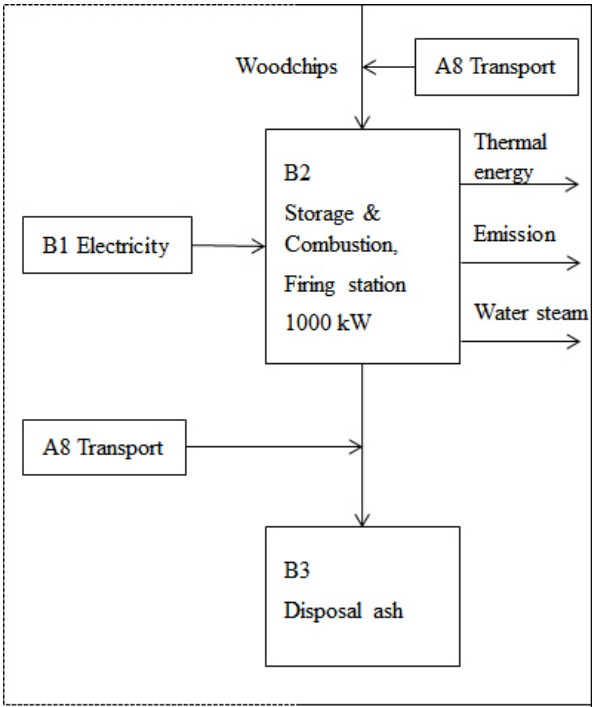 Woodchips
A8 Transport
B2
Storage &
Combustion,
Firing station
1000 kW
Thermal
energy
Emission
Water steam
B1 Electricity
A8 Transport
B3
Disposal ash